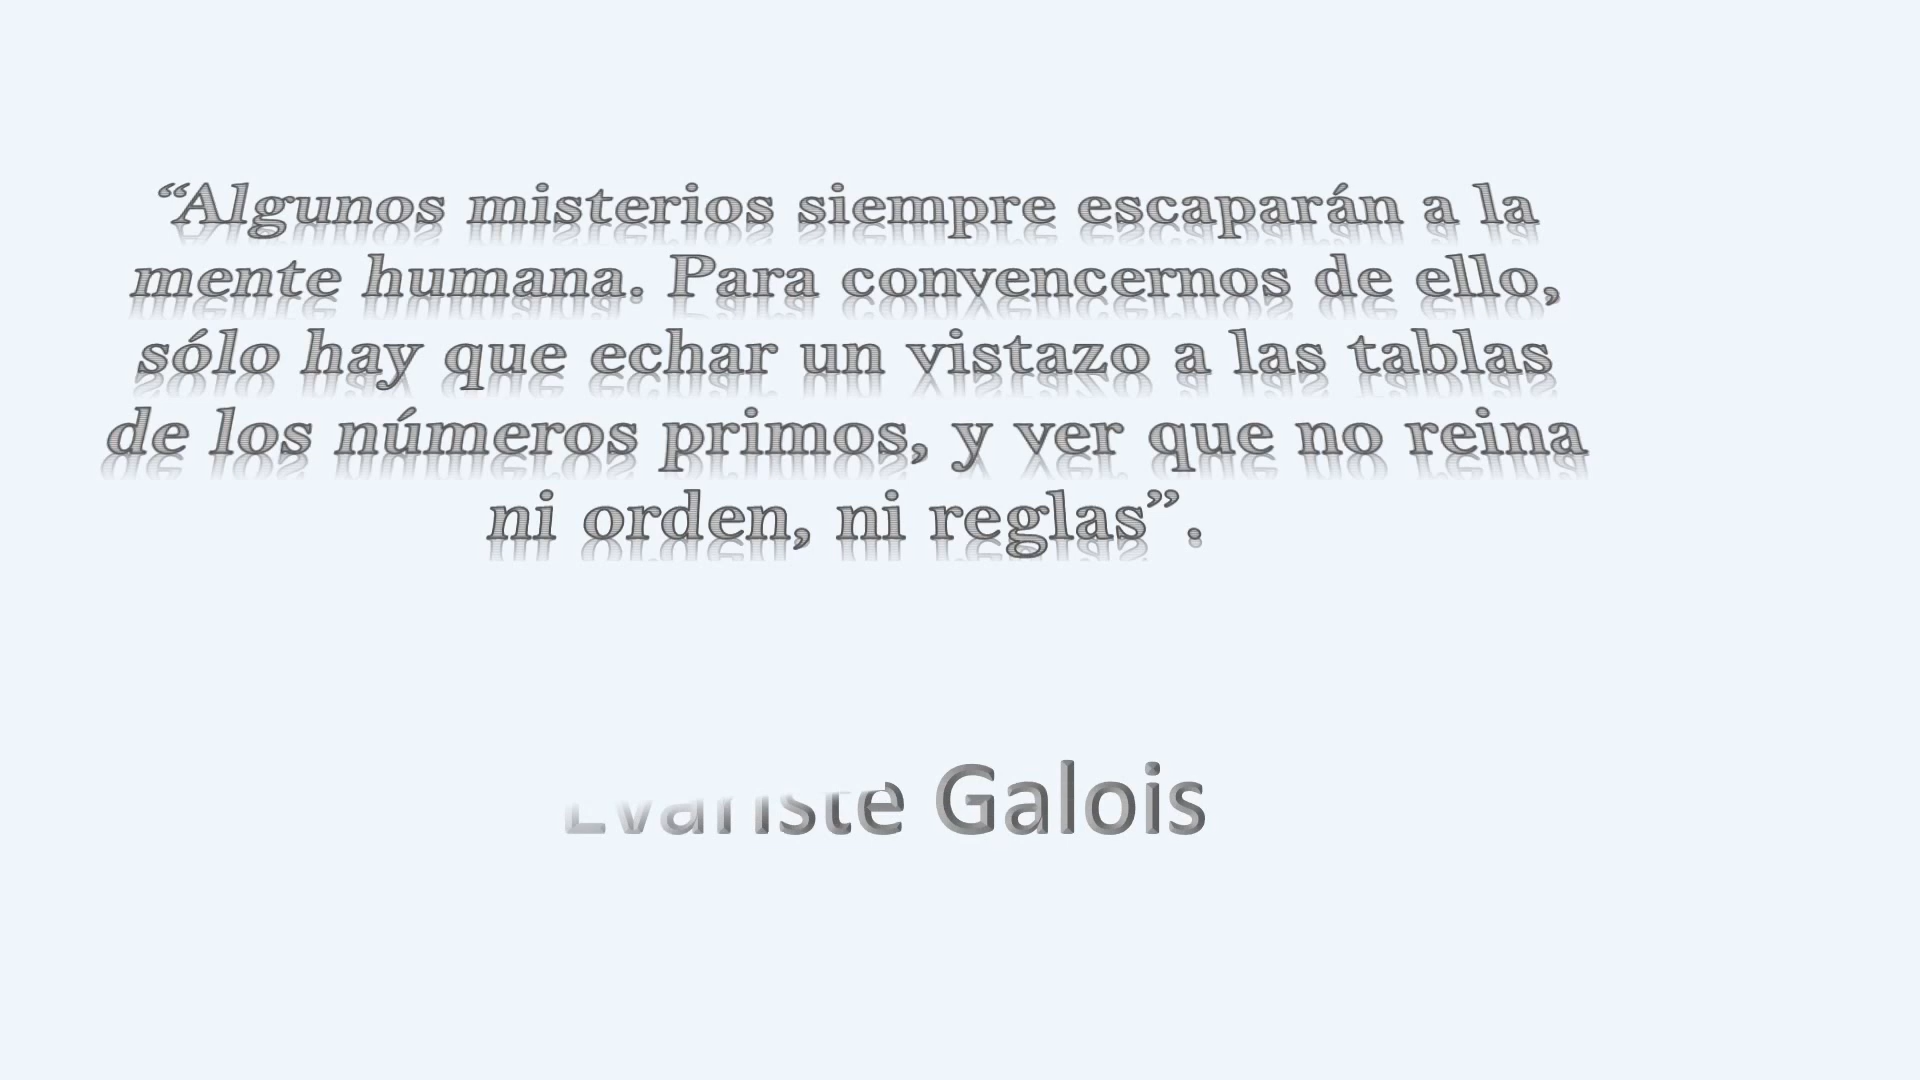 “Algunos misterios siempre escaparán a la
mente humana. Para convencernos de ello,
sólo hay que echar un vistazo a las tablas
de los números primos, y ver que no reina
ni orden, ni reglas”.
Evariste Galois